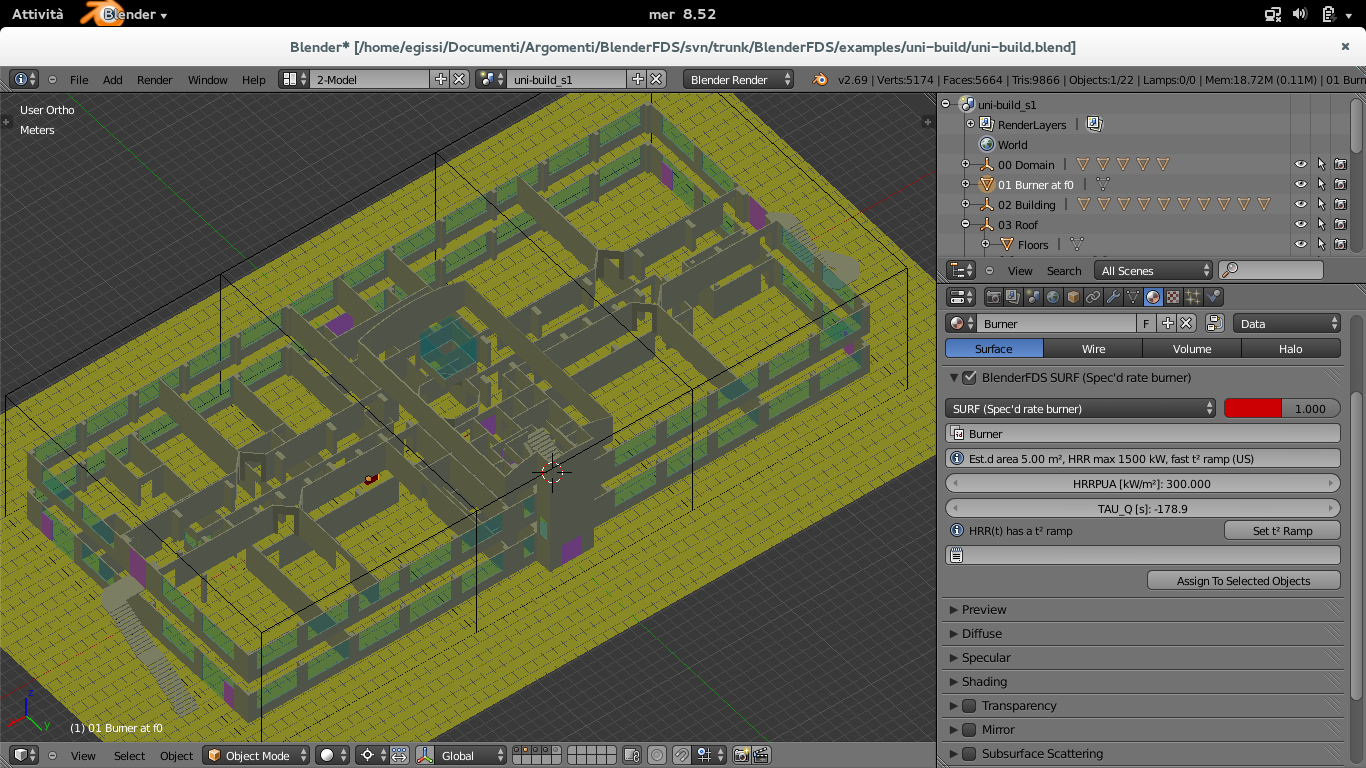 Attività
Blender
mer 8.52
Blender* [/home/egissi/Documenti/Argomenti/BlenderFDS/svn/trunk/BlenderFDS/examples/uni-build/uni-build.blend]
File Add Render Window Help
2-Model
uni-build_s1
Blender Render
v2.69 | Verts:5174 | Faces:5664 | Tris:9866 | Objects:1/22 | Lamps:0/0 | Mem:18.72M (0.11M) | 01 Burn
User Ortho
Meters
uni-build_s1
RenderLayers |
World
00 Domain |
01 Burner at f0 |
02 Building |
03 Roof
Floors |
View Search All Scenes
Burner F Data
Surface Wire Volume Halo
BlenderFDS SURF (Spec'd rate burner)
SURF (Spec'd rate burner) 1.000
Burner
Est.d area 5.00 m², HRR max 1500 kW, fast t² ramp (US)
HRRPUA [kW/m²]: 300.000
TAU_Q [s]: -178.9
HRR(t) has a t² ramp Set t² Ramp
Assign To Selected Objects
Preview
Diffuse
Specular
Shading
Transparency
Mirror
Subsurface Scattering
z
y
(1) 01 Burner at f0
View Select Object Object Mode Global